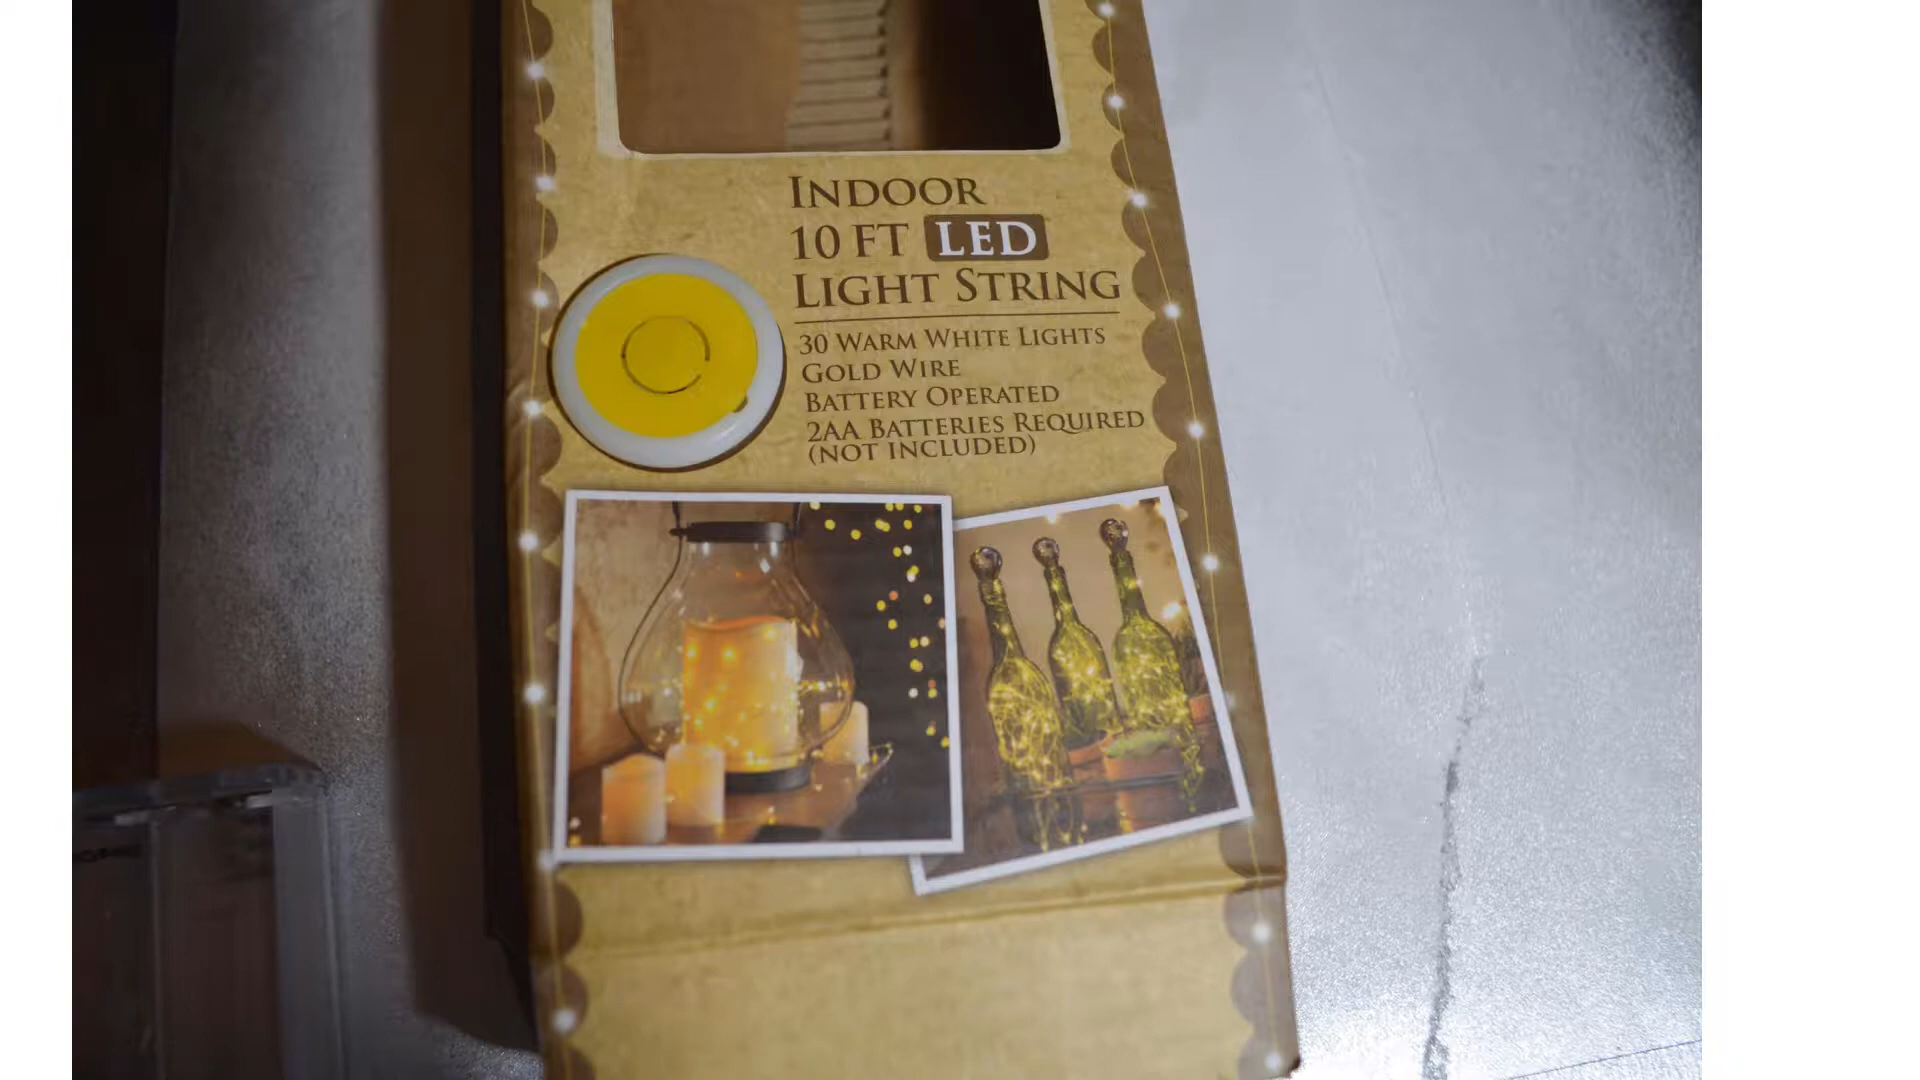 INDOOR
10 FT LED
LIGHT STRING
30 WARM WHITE LIGHTS
GOLD WIRE
BATTERY OPERATED
2AA BATTERIES REQUIRED
(NOT INCLUDED)